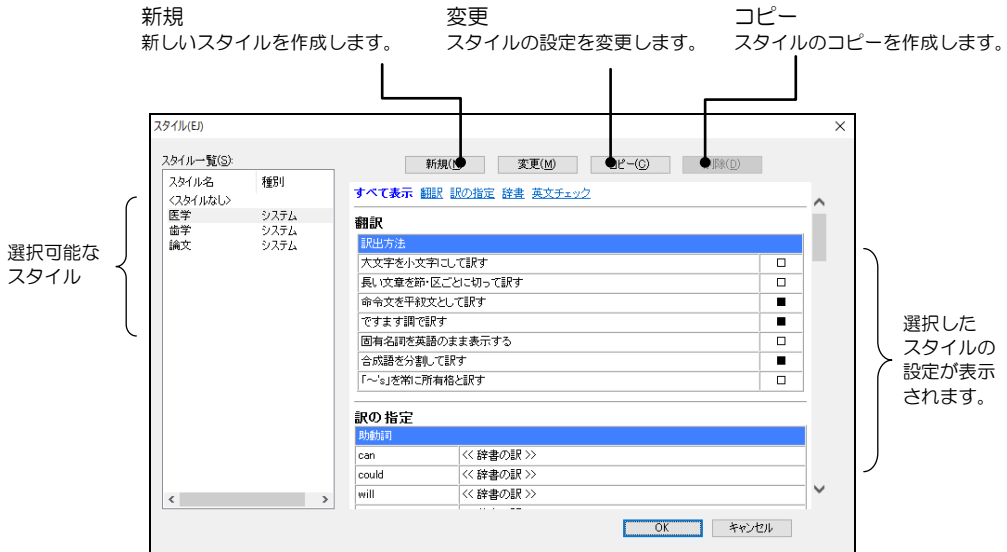 新規
新しいスタイルを作成します。
変更
スタイルの設定を変更します。
コピー
スタイルのコピーを作成します。
スタイル(EJ)
スタイル一覧(S):
新規(
変更(M)
ピー(C)
除(D)
スタイル名 種別
<スタイルなし>
医学 システム
歯学 システム
論文 システム
選択可能な
スタイル
すべて表示 翻訳 訳の指定 辞書 英文チェック
翻訳
訳出方法
大文字を小文字にして訳す □
長い文章を節・区ごとに切って訳す □
命令文を平叙文として訳す ■
ですます調で訳す ■
固有名詞を英語のまま表示する □
合成語を分割して訳す ■
「~'s」を常に所有格と訳す □
訳の指定
助動詞
can << 辞書の訳 >>
could << 辞書の訳 >>
will << 辞書の訳 >>
選択した
スタイルの
設定が表示
されます。
OK キャンセル